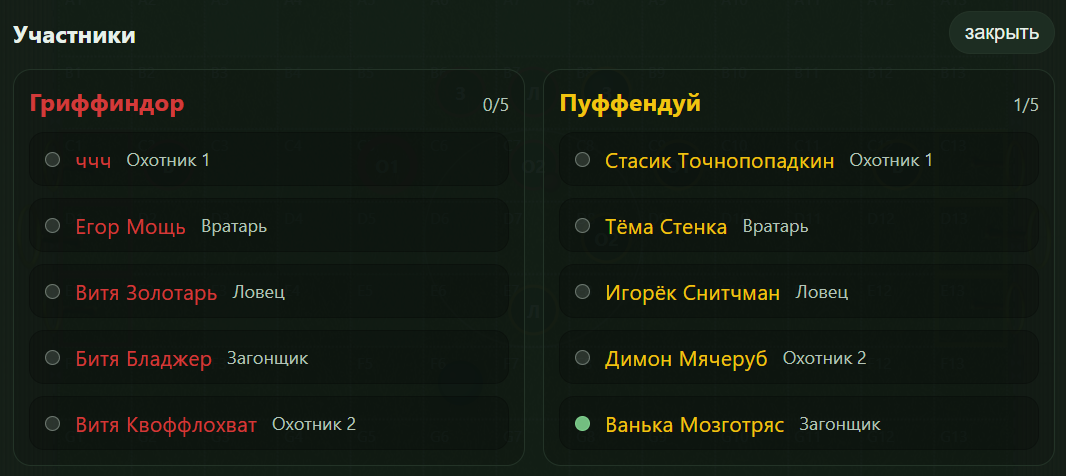 Участники
закрыть
Гриффиндор 0/5
ччч Охотник 1
Егор Мощь Вратарь
Витя Золотарь Ловец
Битя Бладжер Загонщик
Витя Квоффлохват Охотник 2
Пуффендуй 1/5
Стасик Точнопопадкин Охотник 1
Тёма Стенка Вратарь
Игорёк Снитчман Ловец
Димон Мячеруб Охотник 2
Ванька Мозготряс Загонщик